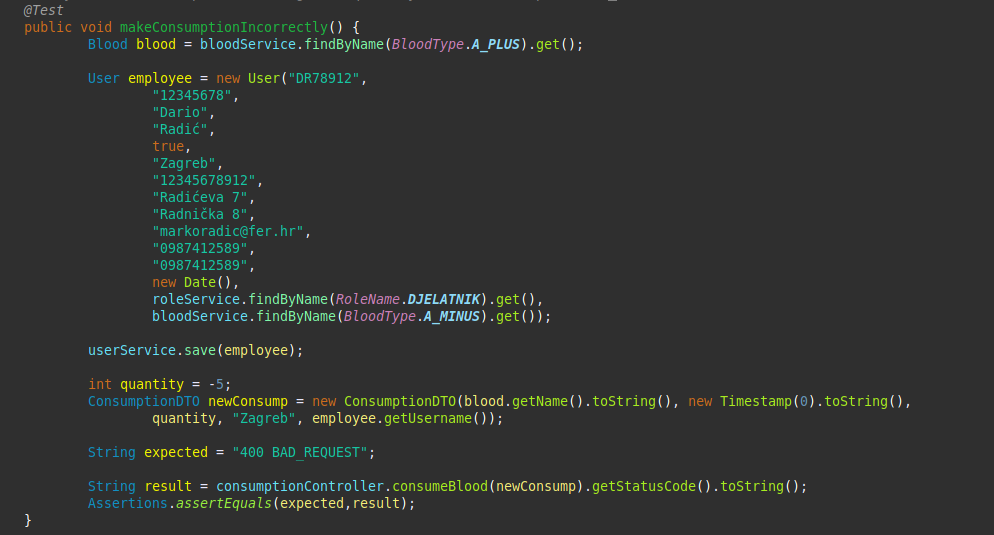 @Test
public void makeConsumptionIncorrectly() {
        Blood blood = bloodService.findByName(BloodType.A_PLUS).get();

        User employee = new User("DR78912",
                "12345678",
                "Dario",
                "Radić",
                true,
                "Zagreb",
                "12345678912",
                "Radićeva 7",
                "Radnička 8",
                "markoradic@fer.hr",
                "0987412589",
                "0987412589",
                new Date(),
                roleService.findByName(RoleName.DJELATNIK).get(),
                bloodService.findByName(BloodType.A_MINUS).get());

        userService.save(employee);

        int quantity = -5;
        ConsumptionDTO newConsump = new ConsumptionDTO(blood.getName().toString(), new Timestamp(0).toString(),
                quantity, "Zagreb", employee.getUsername());

        String expected = "400 BAD_REQUEST";

        String result = consumptionController.consumeBlood(newConsump).getStatusCode().toString();
        Assertions.assertEquals(expected,result);
}